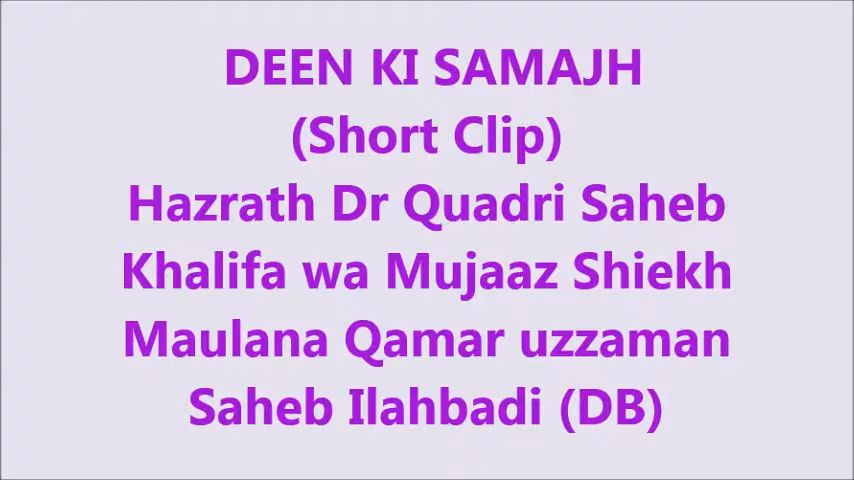 DEEN KI SAMAJH
(Short Clip)
Hazrath Dr Quadri Saheb
Khalifa wa Mujaaz Shiekh
Maulana Qamar uzzaman
Saheb Ilahbadi (DB)